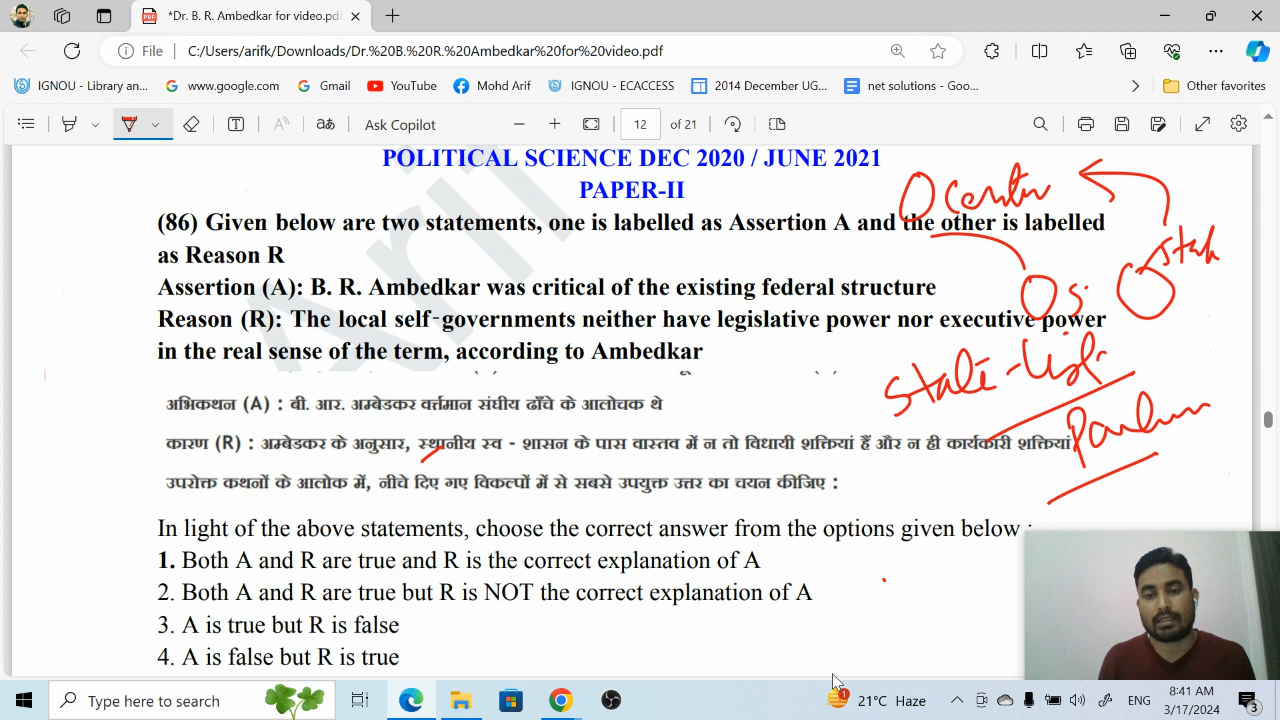 *Dr. B. R. Ambedkar for video.pdf
File C:/Users/arifk/Downloads/Dr.%20B.%20R.%20Ambedkar%20for%20video.pdf
IGNOU - Library an... www.google.com Gmail YouTube Mohd Arif IGNOU - ECACCESS 2014 December UG... net solutions - Goo... Other favorites
Ask Copilot 12 of 21
POLITICAL SCIENCE DEC 2020 / JUNE 2021
PAPER-II
(86) Given below are two statements, one is labelled as Assertion A and the other is labelled
as Reason R
Assertion (A): B. R. Ambedkar was critical of the existing federal structure
Reason (R): The local self-governments neither have legislative power nor executive power
in the real sense of the term, according to Ambedkar
State-List
अभिकथन (A) : बी. आर. अम्बेडकर वर्त्तमान संघीय ढाँचे के आलोचक थे
कारण (R) : अम्बेडकर के अनुसार, स्थानीय स्व - शासन के पास वास्तव में न तो विधायी शक्तियां हैं और न ही कार्यकारी शक्तियां
उपरोक्त कथनों के आलोक में, नीचे दिए गए विकल्पों में से सबसे उपयुक्त उत्तर का चयन कीजिए :
In light of the above statements, choose the correct answer from the options given below :
1. Both A and R are true and R is the correct explanation of A
2. Both A and R are true but R is NOT the correct explanation of A
3. A is true but R is false
4. A is false but R is true
Type here to search
1
21°C Haze
ENG
8:41 AM
3/17/2024
3